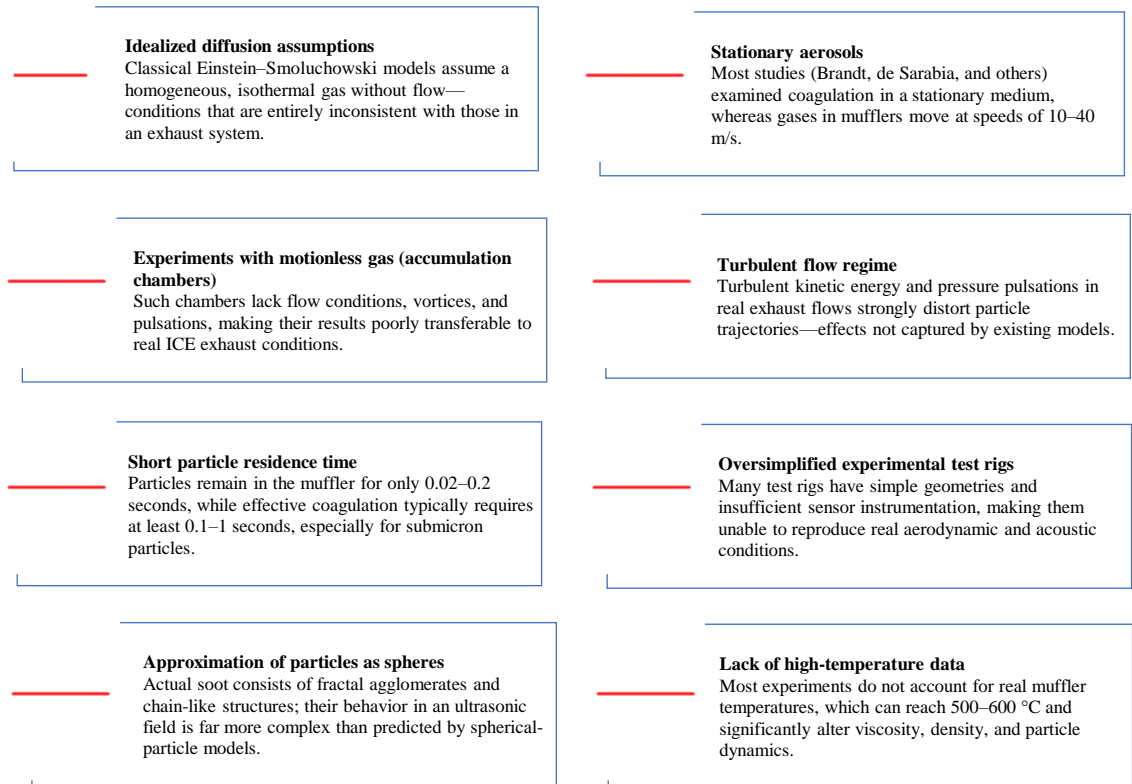 Idealized diffusion assumptions
Classical Einstein–Smoluchowski models assume a
homogeneous, isothermal gas without flow—
conditions that are entirely inconsistent with those in
an exhaust system.
Stationary aerosols
Most studies (Brandt, de Sarabia, and others)
examined coagulation in a stationary medium,
whereas gases in mufflers move at speeds of 10–40
m/s.
Experiments with motionless gas (accumulation
chambers)
Such chambers lack flow conditions, vortices, and
pulsations, making their results poorly transferable to
real ICE exhaust conditions.
Turbulent flow regime
Turbulent kinetic energy and pressure pulsations in
real exhaust flows strongly distort particle
trajectories—effects not captured by existing models.
Short particle residence time
Particles remain in the muffler for only 0.02–0.2
seconds, while effective coagulation typically requires
at least 0.1–1 seconds, especially for submicron
particles.
Oversimplified experimental test rigs
Many test rigs have simple geometries and
insufficient sensor instrumentation, making them
unable to reproduce real aerodynamic and acoustic
conditions.
Approximation of particles as spheres
Actual soot consists of fractal agglomerates and
chain-like structures; their behavior in an ultrasonic
field is far more complex than predicted by spherical-
particle models.
Lack of high-temperature data
Most experiments do not account for real muffler
temperatures, which can reach 500–600 °C and
significantly alter viscosity, density, and particle
dynamics.